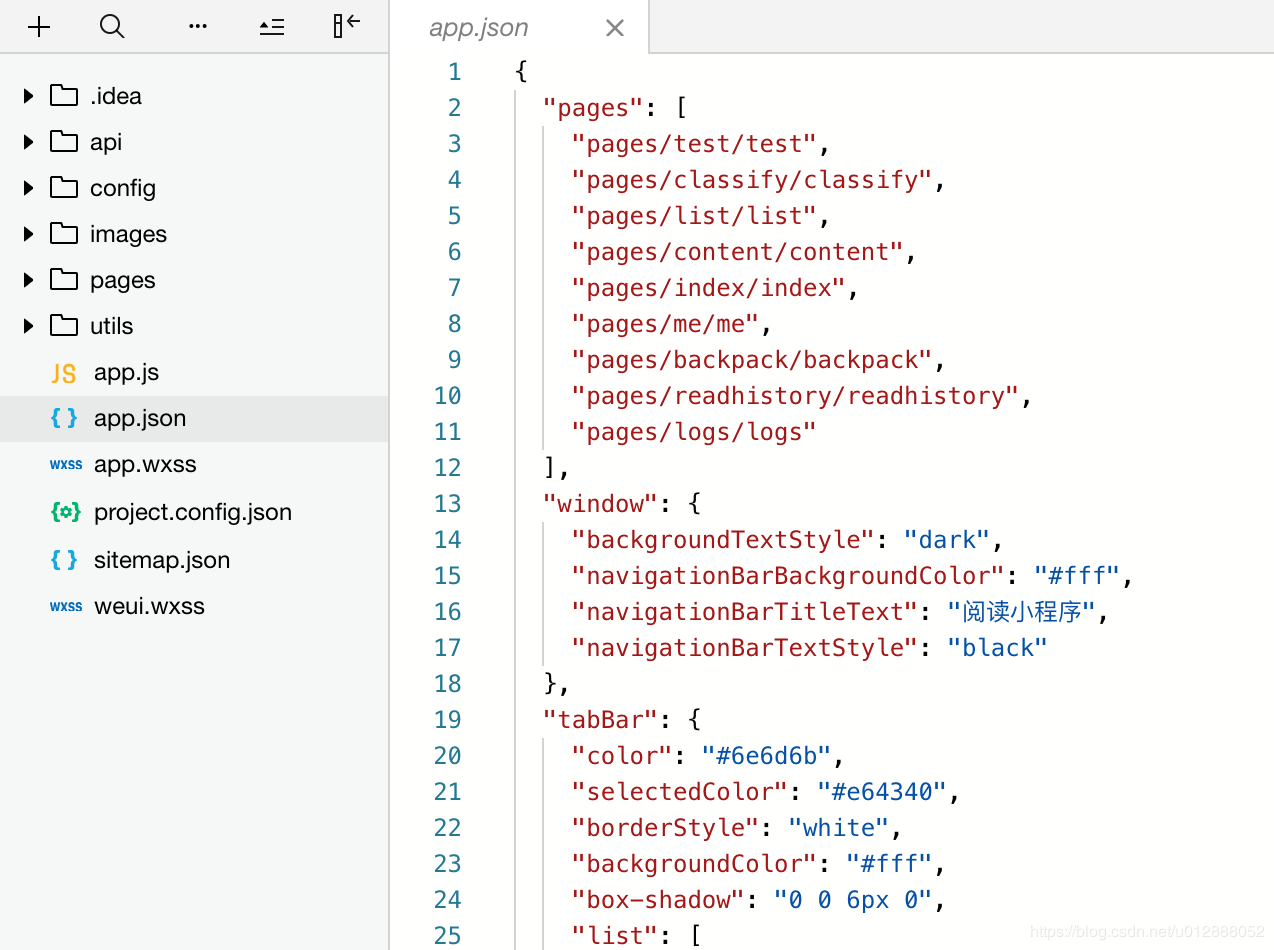 .idea
api
config
images
pages
utils
JS app.js
{ } app.json
wxss app.wxss
project.config.json
{ } sitemap.json
wxss weui.wxss
app.json
1 {
2 "pages": [
3 "pages/test/test",
4 "pages/classify/classify",
5 "pages/list/list",
6 "pages/content/content",
7 "pages/index/index",
8 "pages/me/me",
9 "pages/backpack/backpack",
10 "pages/readhistory/readhistory",
11 "pages/logs/logs"
12 ],
13 "window": {
14 "backgroundTextStyle": "dark",
15 "navigationBarBackgroundColor": "#fff",
16 "navigationBarTitleText": "阅读小程序",
17 "navigationBarTextStyle": "black"
18 },
19 "tabBar": {
20 "color": "#6e6d6b",
21 "selectedColor": "#e64340",
22 "borderStyle": "white",
23 "backgroundColor": "#fff",
24 "box-shadow": "0 0 6px 0",
25 "list": [
https://blog.csdn.net/u012888052